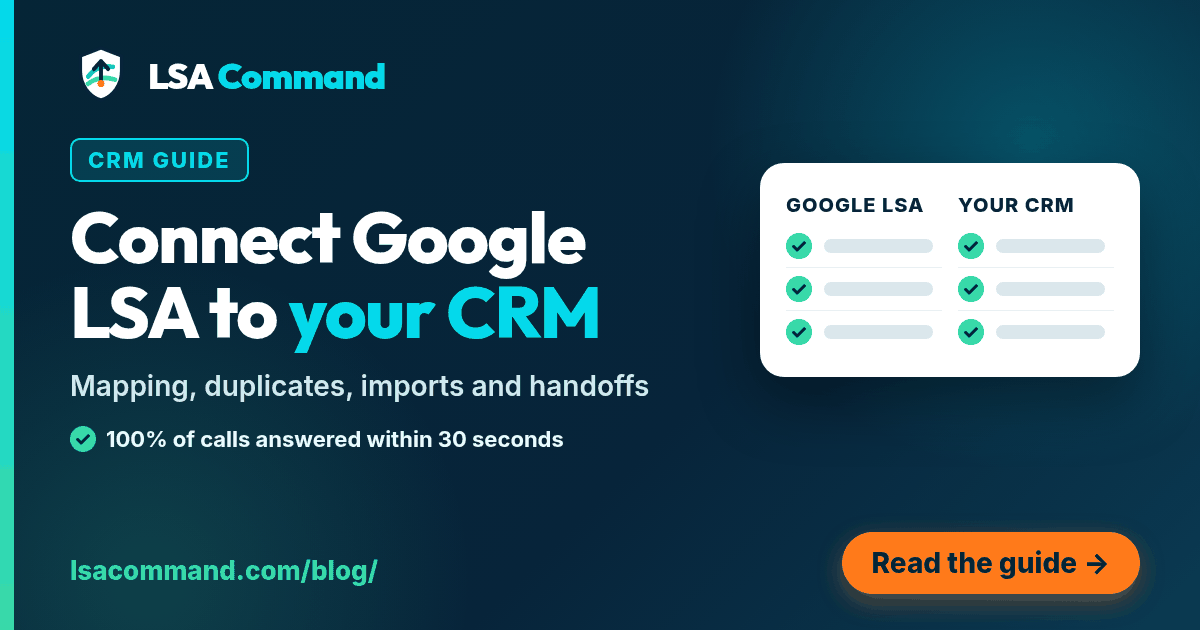 LSA Command
CRM GUIDE
Connect Google
LSA to your CRM
Mapping, duplicates, imports and handoffs
100% of calls answered within 30 seconds
GOOGLE LSA
YOUR CRM
lsacommand.com/blog/
Read the guide →